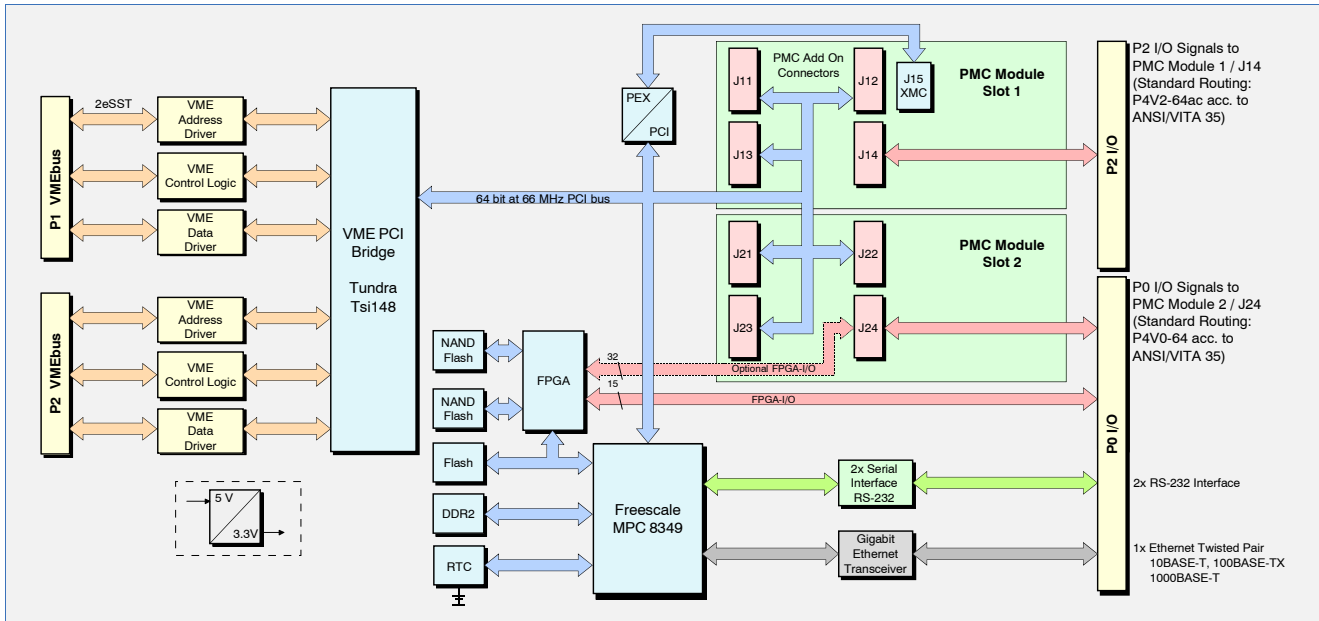 P1 VMEbus
2eSST
VME
Address
Driver
VME
Control Logic
VME
Data
Driver
P2 VMEbus
VME
Address
Driver
VME
Control Logic
VME
Data
Driver
5 V
3.3V
VME PCI
Bridge
Tundra
Tsi148
64 bit at 66 MHz PCI bus
PEX
PCI
J11
PMC Add On
Connectors
J12
J15
XMC
PMC Module
Slot 1
J13
J14
J21
J22
PMC Module
Slot 2
J23
J24
NAND
Flash
NAND
Flash
Flash
DDR2
RTC
FPGA
32
Optional FPGA-I/O
15
FPGA-I/O
Freescale
MPC 8349
2x Serial
Interface
RS-232
Gigabit
Ethernet
Transceiver
P2 I/O
P0 I/O
P2 I/O Signals to
PMC Module 1 / J14
(Standard Routing:
P4V2-64ac acc. to
ANSI/VITA 35)
P0 I/O Signals to
PMC Module 2 / J24
(Standard Routing:
P4V0-64 acc. to
ANSI/VITA 35)
2x RS-232 Interface
1x Ethernet Twisted Pair
10BASE-T, 100BASE-TX
1000BASE-T